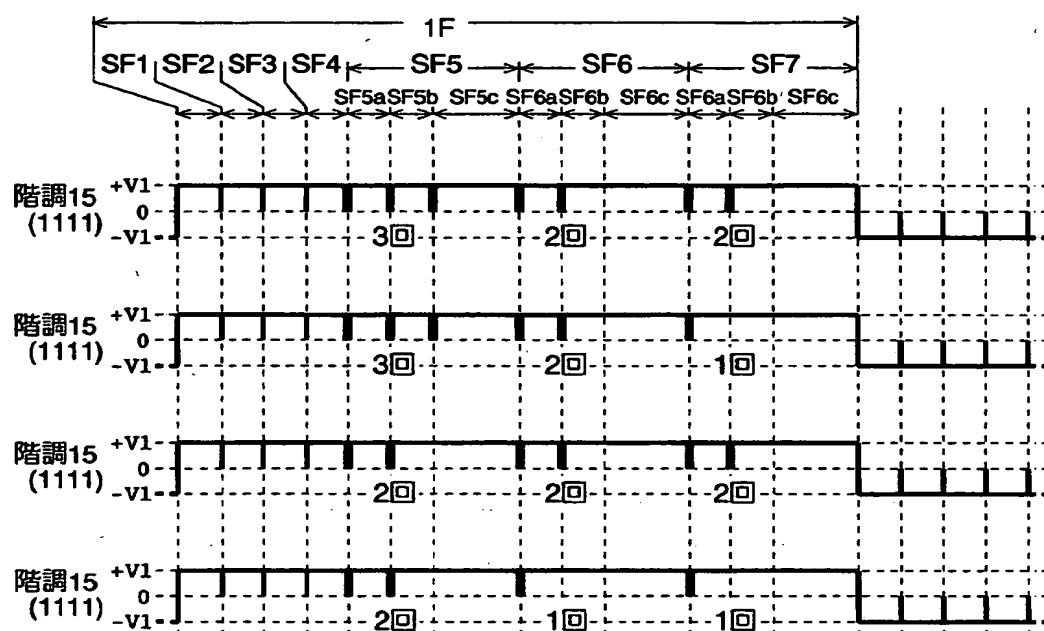 1F
SF1 SF2 SF3 SF4 SF5 SF6 SF7
SF5a SF5b SF5c SF6a SF6b SF6c SF6a SF6b SF6c
階調15 +V1
(1111) 0
-V1
3回 2回 2回
階調15 +V1
(1111) 0
-V1
3回 2回 1回
階調15 +V1
(1111) 0
-V1
2回 2回 2回
階調15 +V1
(1111) 0
-V1
2回 1回 1回